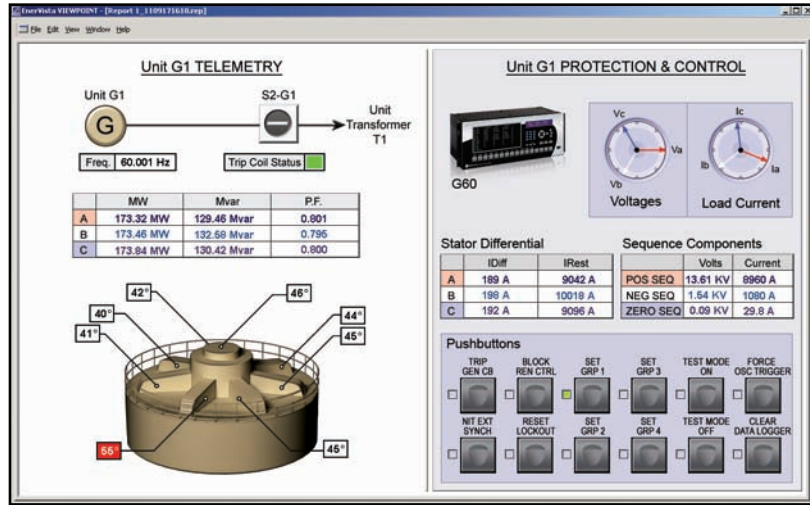 EnerVista VIEWPOINT - [Report 1_1109171610.rep]
File Edit View Window Help
Unit G1 TELEMETRY
Unit G1
S2-G1
G
Unit
Transformer
T1
Freq. 60.001 Hz
Trip Coil Status
MW Mvar P.F.
A 173.32 MW 129.46 Mvar 0.801
B 173.46 MW 132.58 Mvar 0.795
C 173.84 MW 130.42 Mvar 0.800
42°
46°
40°
44°
41°
45°
55°
45°
Unit G1 PROTECTION & CONTROL
G60
Vc
Va
Vb
Voltages
Ic
Ib
Ia
Load Current
Stator Differential
IDiff IRest
A 189 A 9042 A
B 198 A 10018 A
C 192 A 9096 A
Sequence Components
Volts Current
POS SEQ 13.61 KV 8960 A
NEG SEQ 1.54 KV 1080 A
ZERO SEQ 0.09 KV 29.8 A
Pushbuttons
TRIP
GEN CB
BLOCK
REN CTRL
SET
GRP 1
SET
GRP 3
TEST MODE
ON
FORCE
OSC TRIGGER
NIT EXT
SYNCH
RESET
LOCKOUT
SET
GRP 2
SET
GRP 4
TEST MODE
OFF
CLEAR
DATA LOGGER